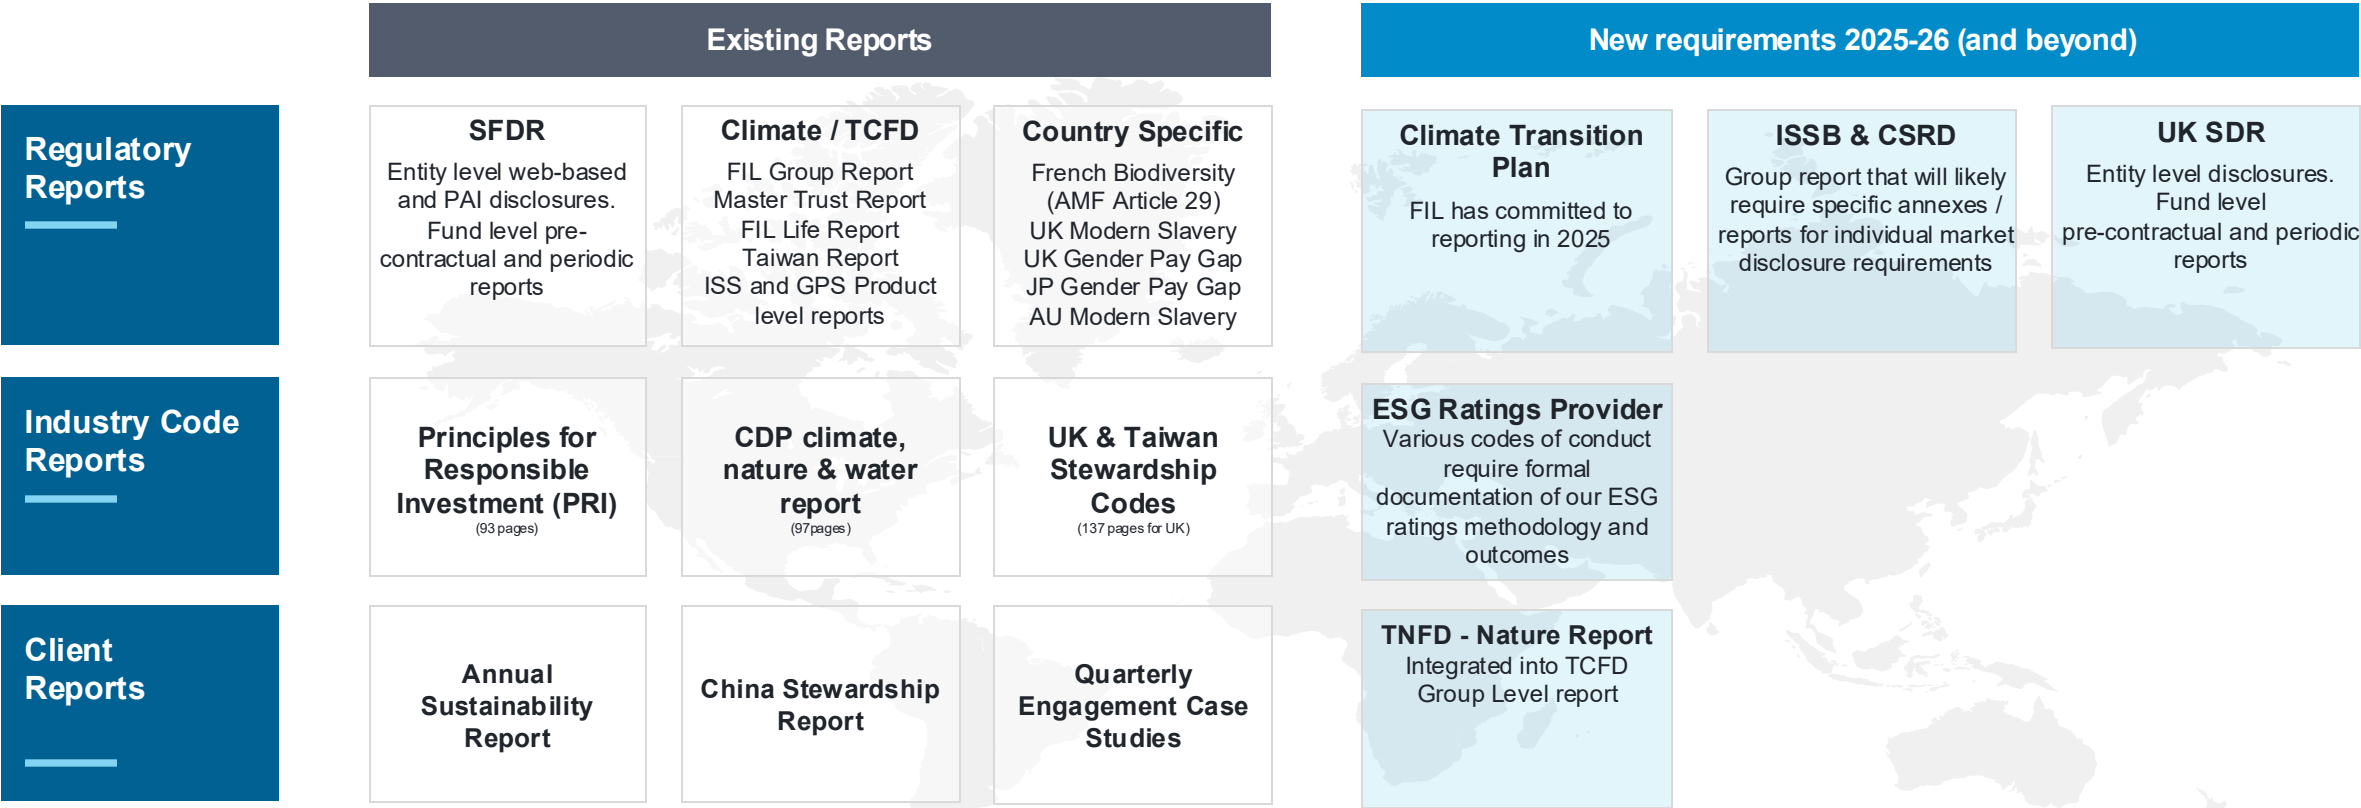 Existing Reports
New requirements 2025-26 (and beyond)
Regulatory
Reports
SFDR
Entity level web-based
and PAI disclosures.
Fund level pre-
contractual and periodic
reports
Climate / TCFD
FIL Group Report
Master Trust Report
FIL Life Report
Taiwan Report
ISS and GPS Product
level reports
Country Specific
French Biodiversity
(AMF Article 29)
UK Modern Slavery
UK Gender Pay Gap
JP Gender Pay Gap
AU Modern Slavery
Climate Transition
Plan
FIL has committed to
reporting in 2025
ISSB & CSRD
Group report that will likely
require specific annexes /
reports for individual market
disclosure requirements
UK SDR
Entity level disclosures.
Fund level
pre-contractual and periodic
reports
Industry Code
Reports
Principles for
Responsible
Investment (PRI)
(93 pages)
CDP climate,
nature & water
report
(97pages)
UK & Taiwan
Stewardship
Codes
(137 pages for UK)
ESG Ratings Provider
Various codes of conduct
require formal
documentation of our ESG
ratings methodology and
outcomes
Client
Reports
Annual
Sustainability
Report
China Stewardship
Report
Quarterly
Engagement Case
Studies
TNFD - Nature Report
Integrated into TCFD
Group Level report